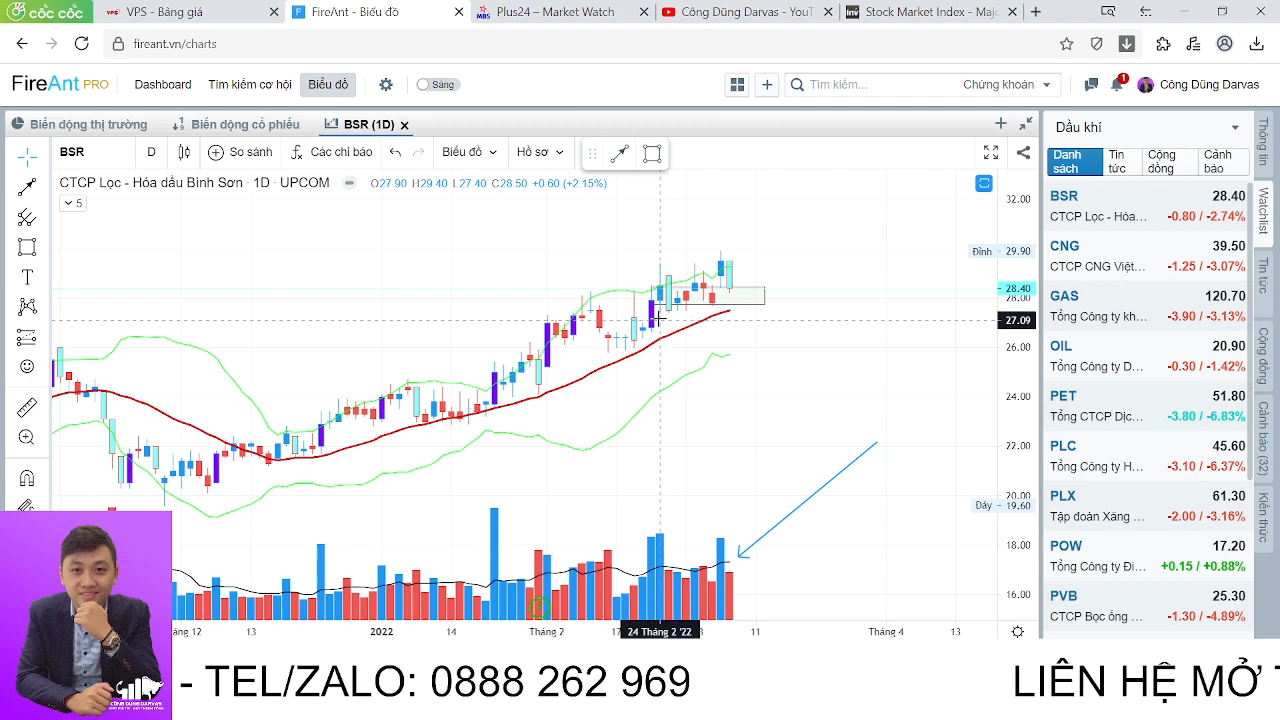 cốc cốc
VPS - Bảng giá
FireAnt - Biểu đồ
Plus24 – Market Watch
Công Dũng Darvas - YouT
Stock Market Index - Majo
fireant.vn/charts
FireAnt PRO
Dashboard
Tìm kiếm cơ hội
Biểu đồ
Sáng
Tìm kiếm...
Chứng khoán
1
Công Dũng Darvas
Biến động thị trường
Biến động cổ phiếu
BSR (1D)
BSR
D
So sánh
Các chỉ báo
Biểu đồ
Hồ sơ
CTCP Lọc - Hóa dầu Bình Sơn · 1D · UPCOM
O27.90 H29.40 L27.40 C28.50 +0.60 (+2.15%)
5
32.00
Đỉnh 29.90
28.40
28.00
27.09
26.00
24.00
22.00
20.00
Đáy 19.60
18.00
16.00
áng 12
13
2022
14
Tháng 2
17
24 Tháng 2 '22
3
11
Tháng 4
13
Dầu khí
Danh sách
Tin tức
Cộng đồng
Cảnh báo
BSR 28.40
CTCP Lọc - Hóa... -0.80 / -2.74%
CNG 39.50
CTCP CNG Việt... -1.25 / -3.07%
GAS 120.70
Tổng Công ty kh... -3.90 / -3.13%
OIL 20.90
Tổng Công ty D... -0.30 / -1.42%
PET 51.80
Tổng CTCP Dịc... -3.80 / -6.83%
PLC 45.60
Tổng Công ty H... -3.10 / -6.37%
PLX 61.30
Tập đoàn Xăng ... -2.00 / -3.16%
POW 17.20
Tổng Công ty Đi... +0.15 / +0.88%
PVB 25.30
CTCP Bọc ống ... -1.30 / -4.89%
Thông tin
Watchlist
Tin tức
Cộng đồng
Cảnh báo (32)
Kiến thức
CÔNG DŨNG DARVAS
- TEL/ZALO: 0888 262 969
LIÊN HỆ MỞ T